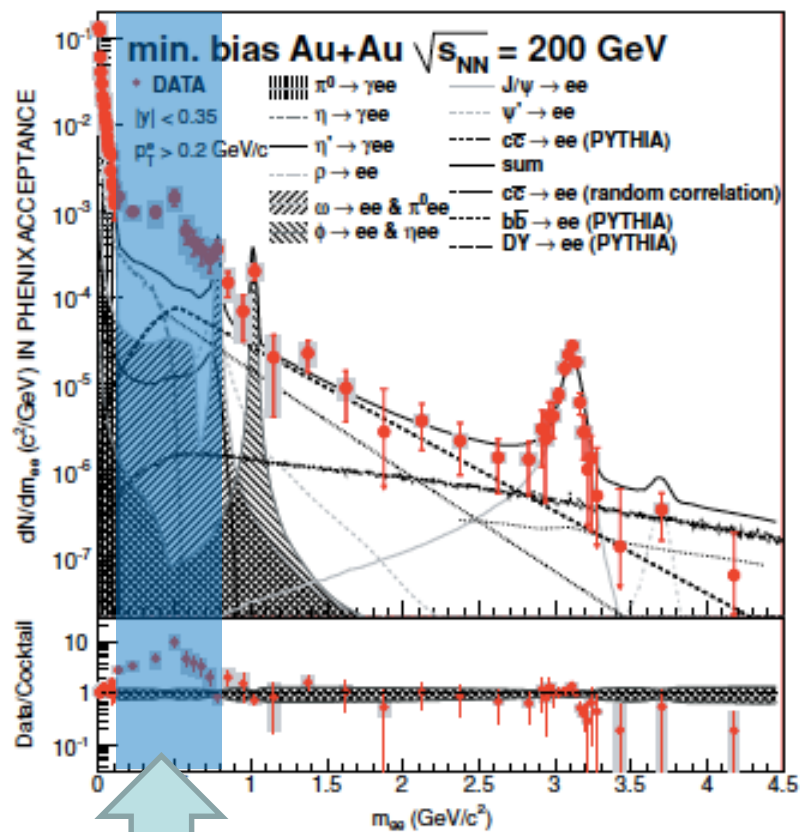 min. bias Au+Au √s_NN = 200 GeV
DATA
|y| < 0.35
p_T^e > 0.2 GeV/c
π⁰ → γee
η → γee
η' → γee
ρ → ee
ω → ee & π⁰ee
ϕ → ee & ηee
J/ψ → ee
ψ' → ee
cc̅ → ee (PYTHIA)
sum
cc̅ → ee (random correlation)
bb̅ → ee (PYTHIA)
DY → ee (PYTHIA)
dN/dm_ee (c²/GeV) IN PHENIX ACCEPTANCE
10⁻¹
10⁻²
10⁻³
10⁻⁴
10⁻⁵
10⁻⁶
10⁻⁷
Data/Cocktail
10
1
10⁻¹
0 0.5 1 1.5 2 2.5 3 3.5 4 4.5
m_ee (GeV/c²)